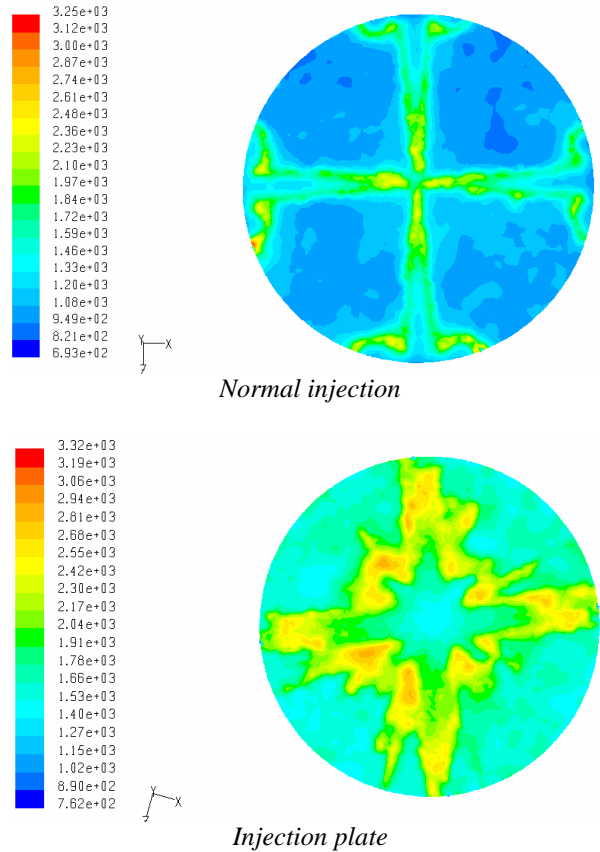 3.25e+03
3.12e+03
3.00e+03
2.87e+03
2.74e+03
2.61e+03
2.48e+03
2.36e+03
2.23e+03
2.10e+03
1.97e+03
1.84e+03
1.72e+03
1.59e+03
1.46e+03
1.33e+03
1.20e+03
1.08e+03
9.49e+02
8.21e+02
6.93e+02
Y X
Z
Normal injection
3.32e+03
3.19e+03
3.06e+03
2.94e+03
2.81e+03
2.68e+03
2.55e+03
2.42e+03
2.30e+03
2.17e+03
2.04e+03
1.91e+03
1.78e+03
1.66e+03
1.53e+03
1.40e+03
1.27e+03
1.15e+03
1.02e+03
8.90e+02
7.62e+02
Y X
Z
Injection plate